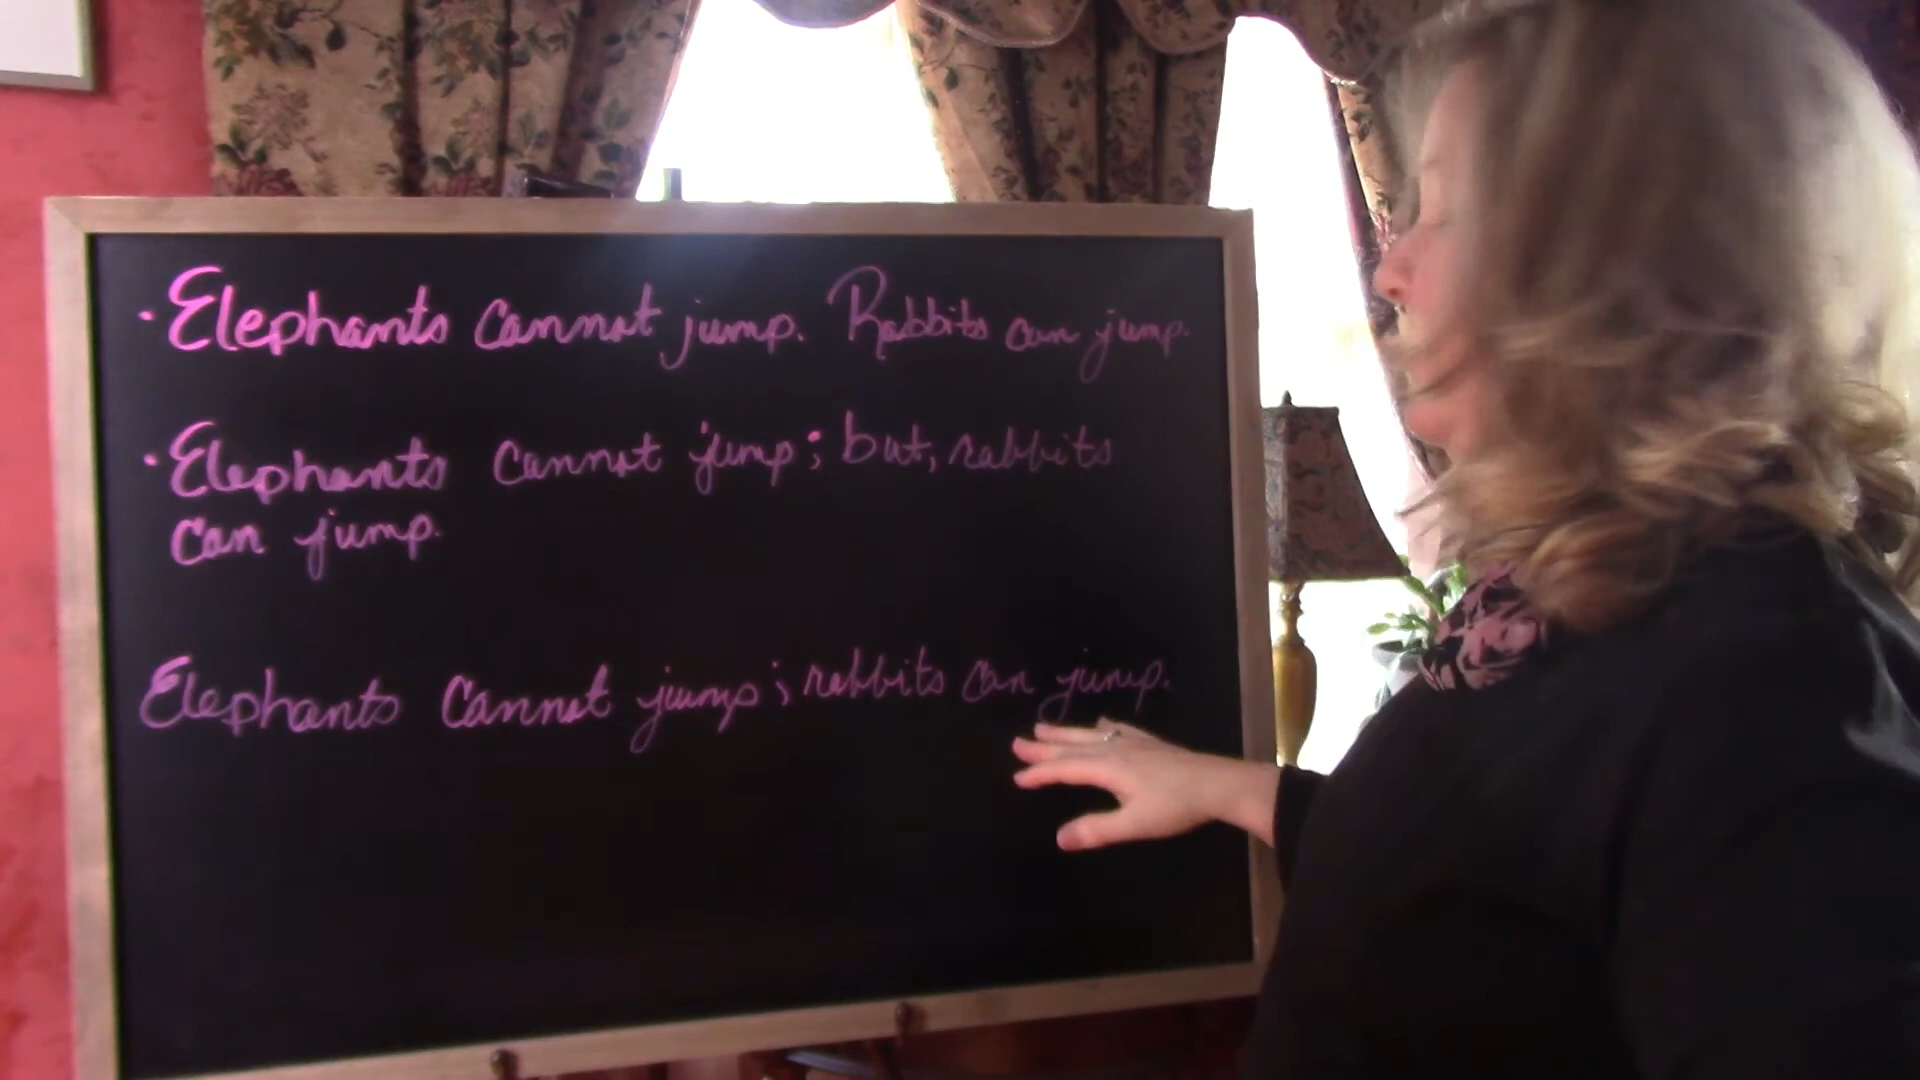 · Elephants cannot jump. Rabbits can jump.
· Elephants cannot jump; but, rabbits
can jump.
Elephants cannot jump; rabbits can jump.